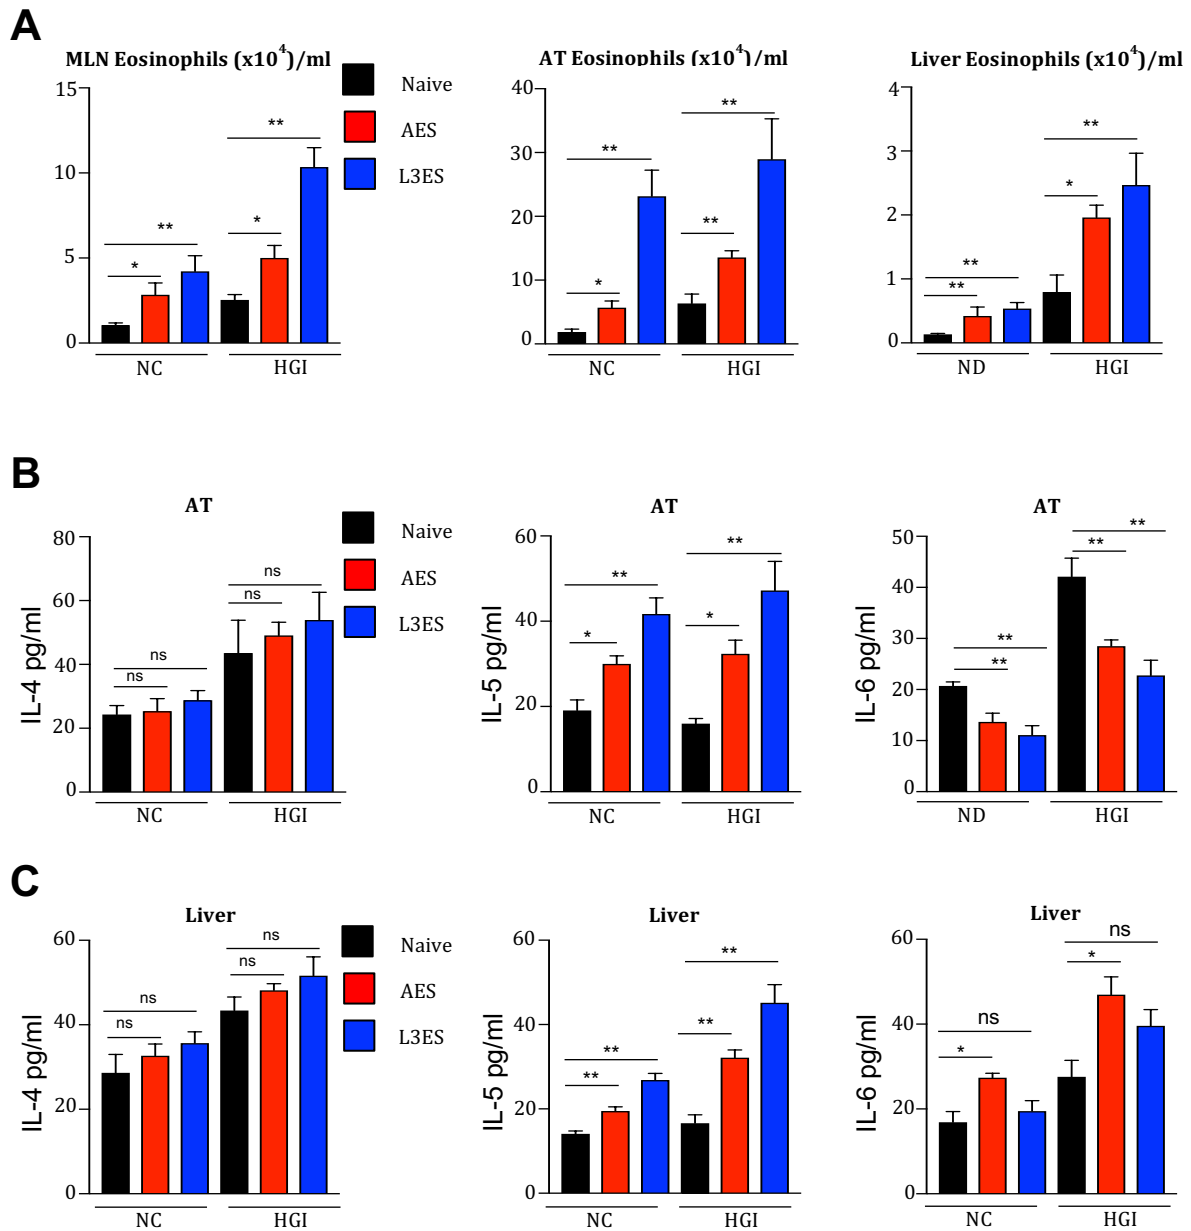 A
MLN Eosinophils (x10⁴)/ml
Naive
AES
L3ES
15
10
5
0
**
*
**
*
NC
HGI
AT Eosinophils (x10⁴)/ml
40
30
20
10
0
**
*
**
**
NC
HGI
Liver Eosinophils (x10⁴)/ml
4
3
2
1
0
**
**
**
*
ND
HGI
B
AT
Naive
AES
L3ES
IL-4 pg/ml
80
60
40
20
0
ns
ns
ns
ns
NC
HGI
AT
IL-5 pg/ml
60
40
20
0
**
*
**
*
NC
HGI
AT
IL-6 pg/ml
50
40
30
20
10
0
**
**
**
**
ND
HGI
C
Liver
Naive
AES
L3ES
IL-4 pg/ml
60
40
20
0
ns
ns
ns
ns
NC
HGI
Liver
IL-5 pg/ml
60
40
20
0
**
**
**
**
NC
HGI
Liver
IL-6 pg/ml
60
40
20
0
ns
*
ns
*
NC
HGI